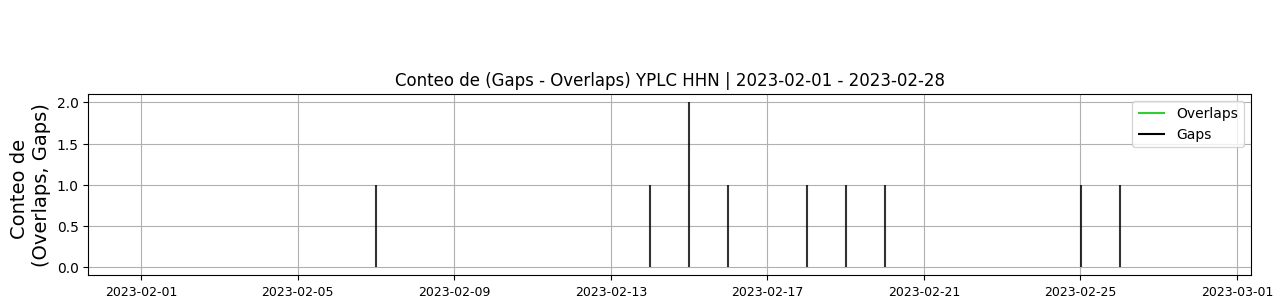 Conteo de (Gaps - Overlaps) YPLC HHN | 2023-02-01 - 2023-02-28
Conteo de
(Overlaps, Gaps)
2.0
1.5
1.0
0.5
0.0
Overlaps
Gaps
2023-02-01 2023-02-05 2023-02-09 2023-02-13 2023-02-17 2023-02-21 2023-02-25 2023-03-01